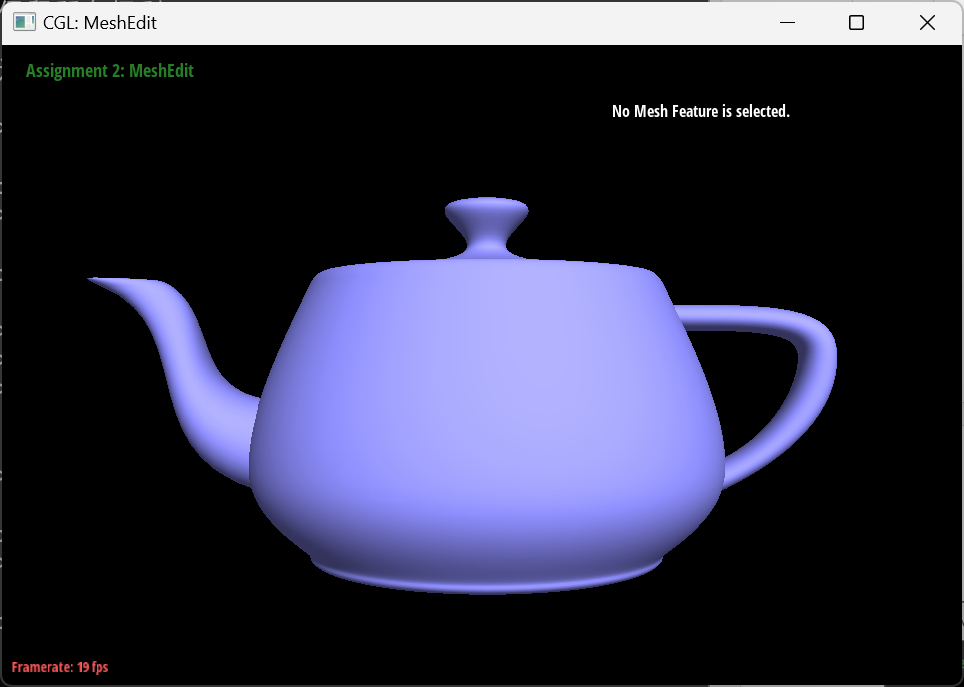 CGL: MeshEdit
Assignment 2: MeshEdit
No Mesh Feature is selected.
Framerate: 19 fps